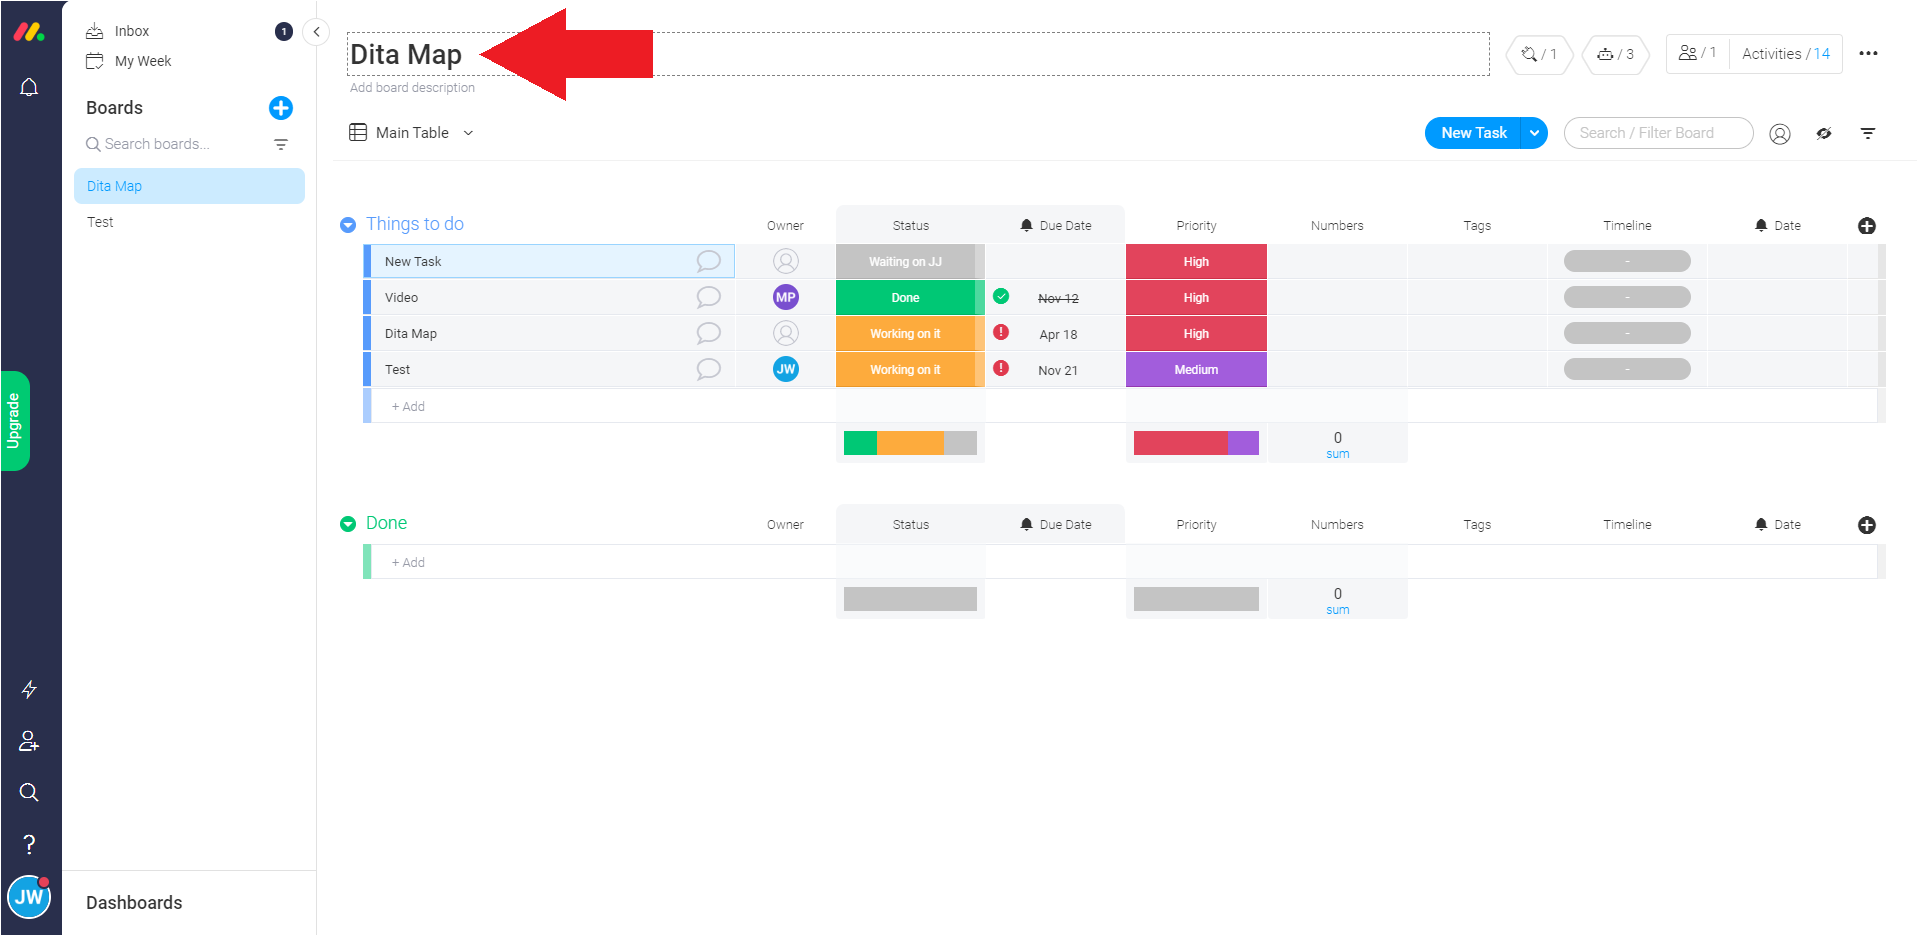 Inbox 1
My Week
Boards
Search boards...
Dita Map
Test
Upgrade
?
JW
Dashboards
Dita Map
Add board description
/ 1
/ 3
/ 1
Activities / 14
Main Table
New Task
Search / Filter Board
Things to do Owner Status Due Date Priority Numbers Tags Timeline Date
New Task Waiting on JJ High -
Video MP Done Nov 12 High -
Dita Map Working on it ! Apr 18 High -
Test JW Working on it ! Nov 21 Medium -
+ Add
0
sum
Done Owner Status Due Date Priority Numbers Tags Timeline Date
+ Add
0
sum